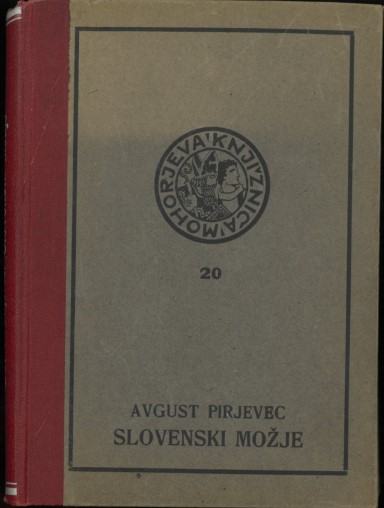 MOHORJEVA KNJIŽNICA
20
AVGUST PIRJEVEC
SLOVENSKI MOŽJE